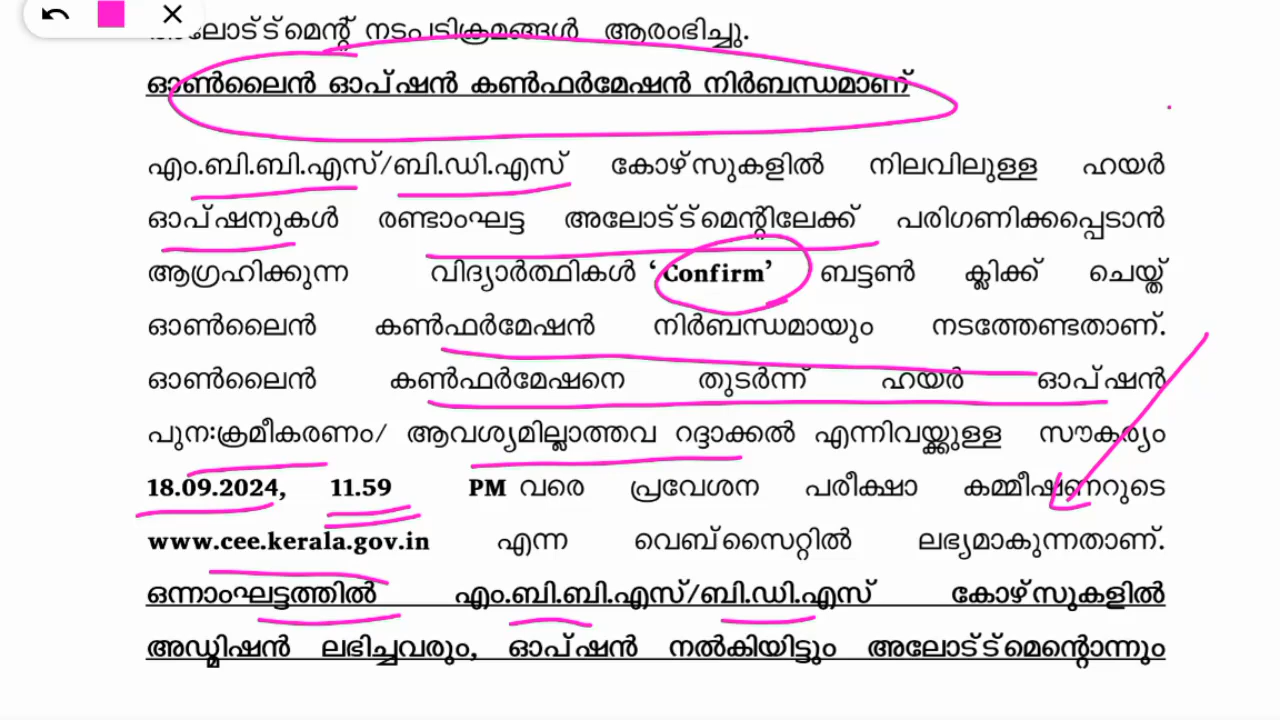 അലോട്ട്മെന്റ് നടപടിക്രമങ്ങൾ ആരംഭിച്ചു.
ഓൺലൈൻ ഓപ്ഷൻ കൺഫർമേഷൻ നിർബന്ധമാണ്
എം.ബി.ബി.എസ്/ബി.ഡി.എസ് കോഴ്സുകളിൽ നിലവിലുള്ള ഹയർ
ഓപ്ഷനുകൾ രണ്ടാംഘട്ട അലോട്ട്മെന്റിലേക്ക് പരിഗണിക്കപ്പെടാൻ
ആഗ്രഹിക്കുന്ന വിദ്യാർത്ഥികൾ ‘Confirm’ ബട്ടൺ ക്ലിക്ക് ചെയ്ത്
ഓൺലൈൻ കൺഫർമേഷൻ നിർബന്ധമായും നടത്തേണ്ടതാണ്.
ഓൺലൈൻ കൺഫർമേഷനെ തുടർന്ന് ഹയർ ഓപ്ഷൻ
പുനഃക്രമീകരണം/ ആവശ്യമില്ലാത്തവ റദ്ദാക്കൽ എന്നിവയ്ക്കുള്ള സൗകര്യം
18.09.2024, 11.59 PM വരെ പ്രവേശന പരീക്ഷാ കമ്മീഷണറുടെ
www.cee.kerala.gov.in എന്ന വെബ്സൈറ്റിൽ ലഭ്യമാകുന്നതാണ്.
ഒന്നാംഘട്ടത്തിൽ എം.ബി.ബി.എസ്/ബി.ഡി.എസ് കോഴ്സുകളിൽ
അഡ്മിഷൻ ലഭിച്ചവരും, ഓപ്ഷൻ നൽകിയിട്ടും അലോട്ട്മെന്റൊന്നും